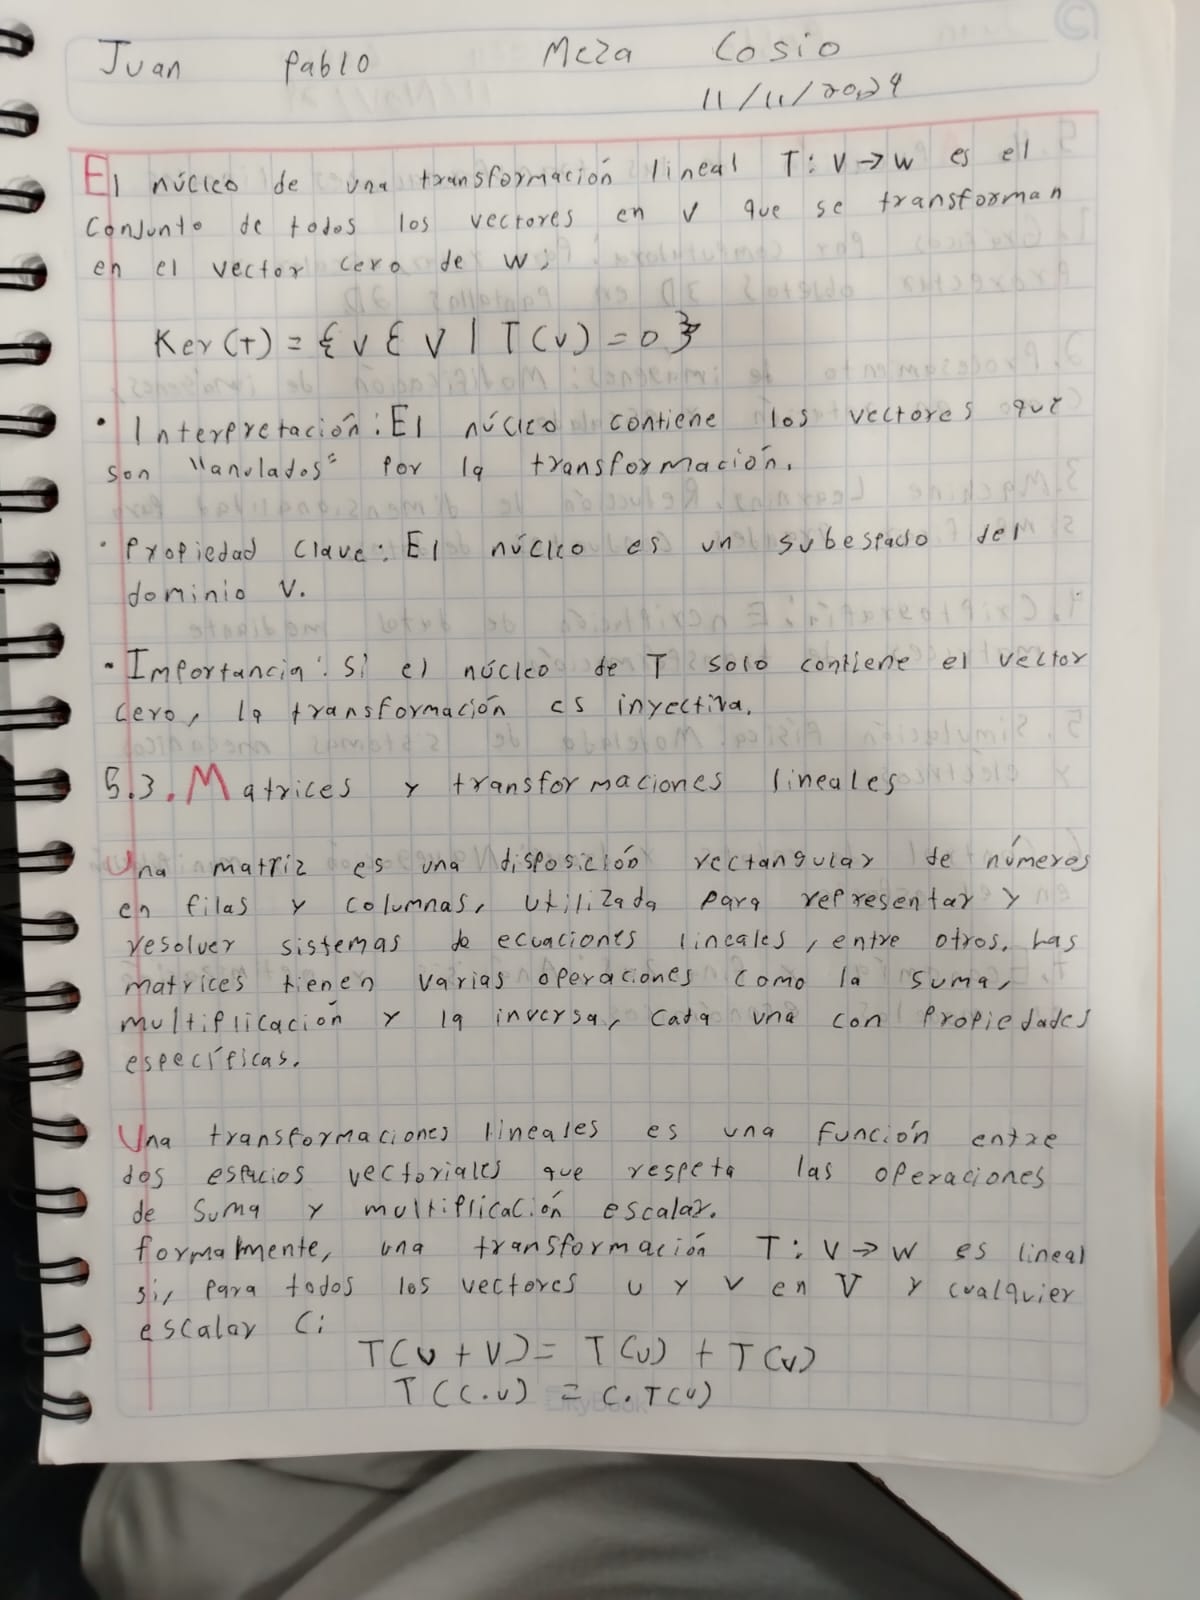 Juan Pablo Meza Cosio
11/11/2024
El núcleo de una transformación lineal T: V→W es el
conjunto de todos los vectores en V que se transforman
en el vector cero de W:
Ker(T) = { v ∈ V | T(v) = 0 }
• Interpretación: El núcleo contiene los vectores que
son "anulados" por la transformación.
• Propiedad clave: El núcleo es un subespacio del
dominio V.
• Importancia: Si el núcleo de T solo contiene el vector
cero, la transformación es inyectiva.
5.3. Matrices y transformaciones lineales
Una matriz es una disposición rectangular de números
en filas y columnas, utilizada para representar y
resolver sistemas de ecuaciones lineales, entre otros. Las
matrices tienen varias operaciones como la suma,
multiplicación y la inversa, cada una con propiedades
específicas.
Una transformaciones lineales es una función entre
dos espacios vectoriales que respeta las operaciones
de suma y multiplicación escalar.
formalmente, una transformación T: V→W es lineal
si, para todos los vectores u y v en V y cualquier
escalar c:
T(u + v) = T(u) + T(v)
T(c·u) = c·T(u)